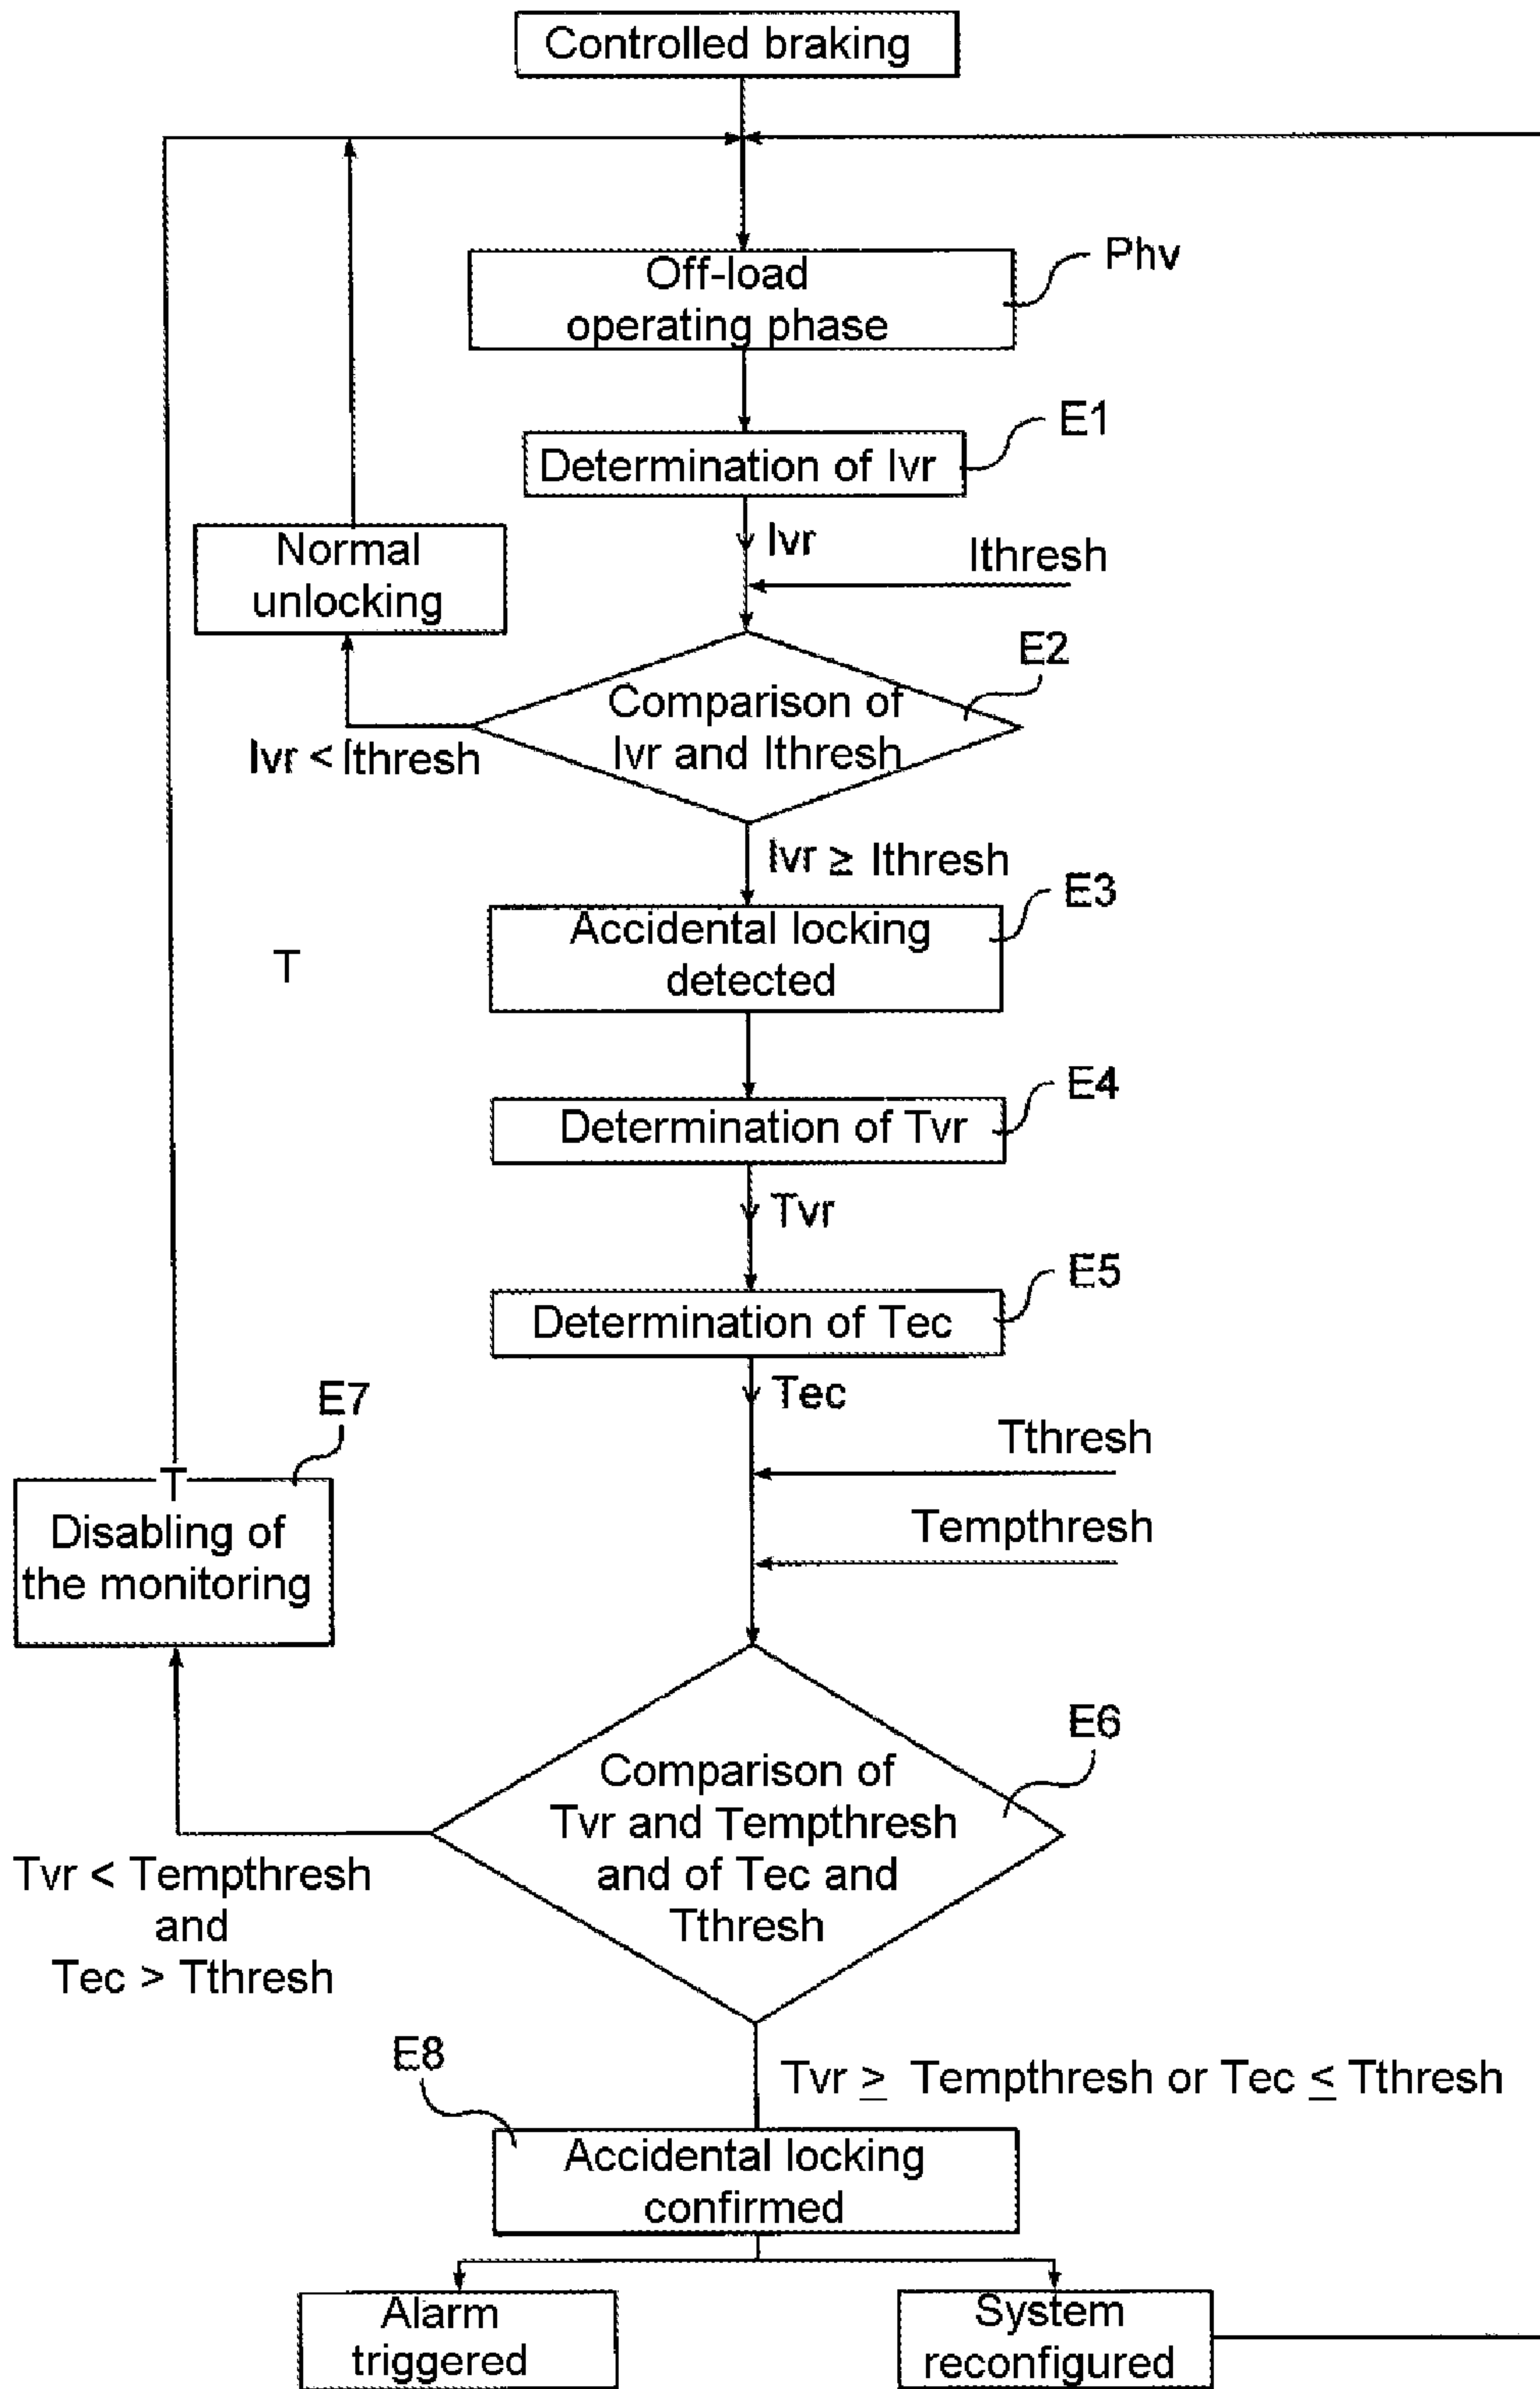 Controlled braking
Phv
Off-load
operating phase
E1
Determination of Ivr
Ivr
Ithresh
Normal
unlocking
E2
Comparison of
Ivr and Ithresh
Ivr < Ithresh
Ivr ≥ Ithresh
E3
Accidental locking
detected
T
E4
Determination of Tvr
Tvr
E5
Determination of Tec
Tec
E7
Tthresh
T
Disabling of
the monitoring
Tempthresh
E6
Comparison of
Tvr and Tempthresh
and of Tec and
Tthresh
Tvr < Tempthresh
and
Tec > Tthresh
E8
Tvr ≥ Tempthresh or Tec ≤ Tthresh
Accidental locking
confirmed
Alarm
triggered
System
reconfigured